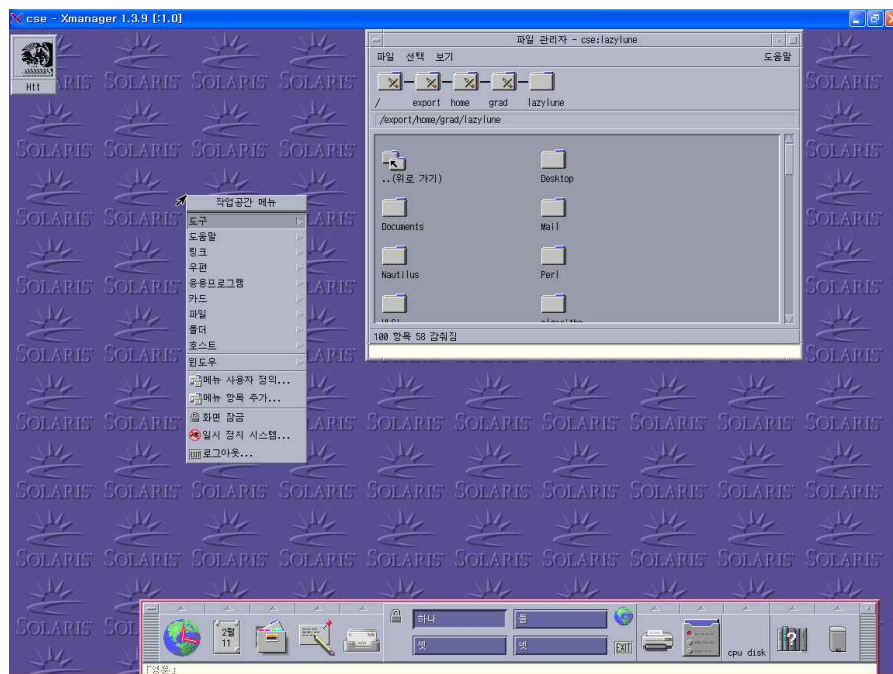 cse - Xmanager 1.3.9 [:1.0]
Htt
파일 관리자 - cse:lazylune
파일 선택 보기 도움말
/ export home grad lazylune
/export/home/grad/lazylune
..(위로 가기) Desktop
Documents Mail
Nautilus Perl
100 항목 58 감춰짐
작업공간 메뉴
도구
도움말
링크
우편
응용프로그램
카드
파일
폴더
호스트
윈도우
메뉴 사용자 정의...
메뉴 항목 추가...
화면 잠금
일시 정지 시스템...
로그아웃...
SOLARIS
2월
11
하나 둘
셋 넷
EXIT
cpu disk
[영문]